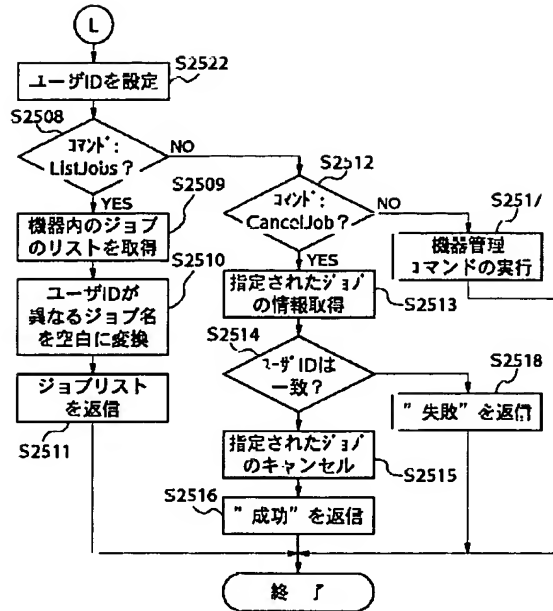 L
ユーザIDを設定
S2522
S2508
コマンド:
ListJobs?
NO
YES
S2509
機器内のジョブ
のリストを取得
S2510
ユーザIDが
異なるジョブ名
を空白に変換
ジョブリスト
を返信
S2511
S2512
コマンド:
CancelJob?
NO
YES
機器管理
コマンドの実行
指定されたジョブ
の情報取得
S2513
S2514
ユーザIDは
一致?
S2518
"失敗"を返信
指定されたジョブ
のキャンセル
S2515
S2516
"成功"を返信
終了